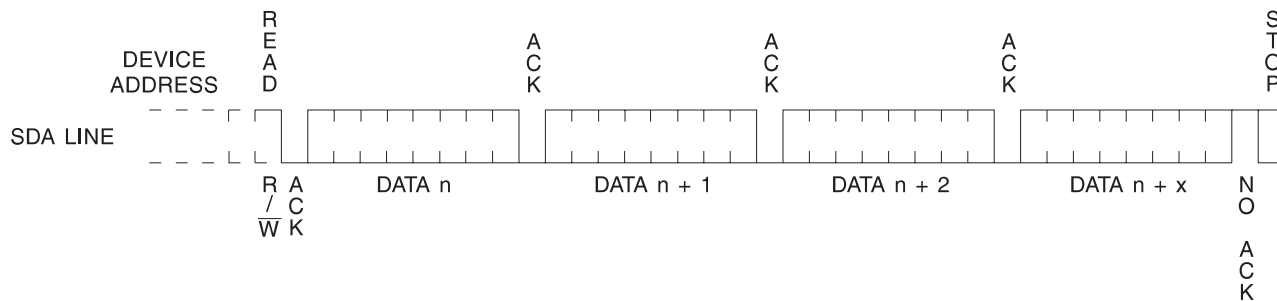 READ
ACK
ACK
ACK
STOP
DEVICE
ADDRESS
SDA LINE
R/W
ACK
DATA n
DATA n + 1
DATA n + 2
DATA n + x
NO ACK